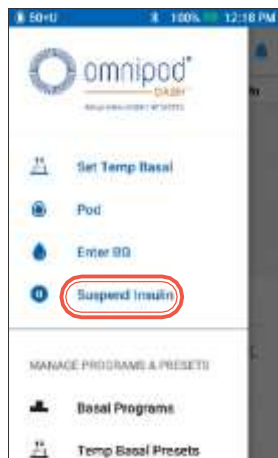 50+U 100% 12:18 PM
omnipod®
DASH™
Set Temp Basal
Pod
Enter BG
Suspend Insulin
MANAGE PROGRAMS & PRESETS
Basal Programs
Temp Basal Presets